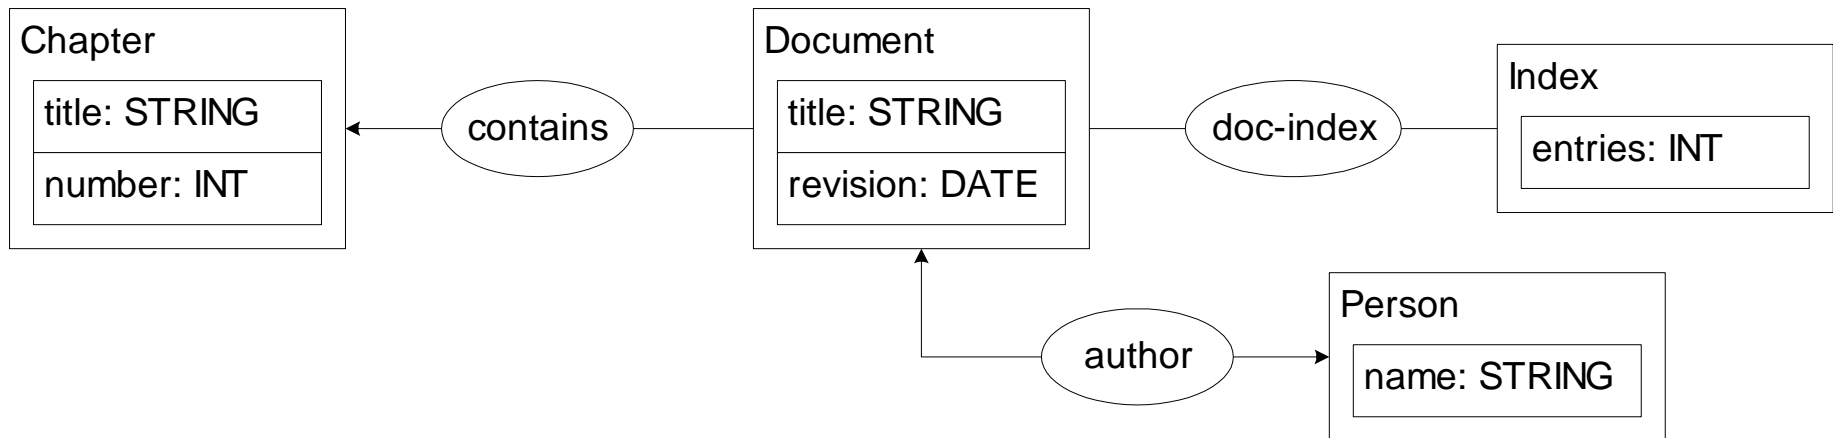 Chapter
title: STRING
number: INT
contains
Document
title: STRING
revision: DATE
doc-index
Index
entries: INT
author
Person
name: STRING